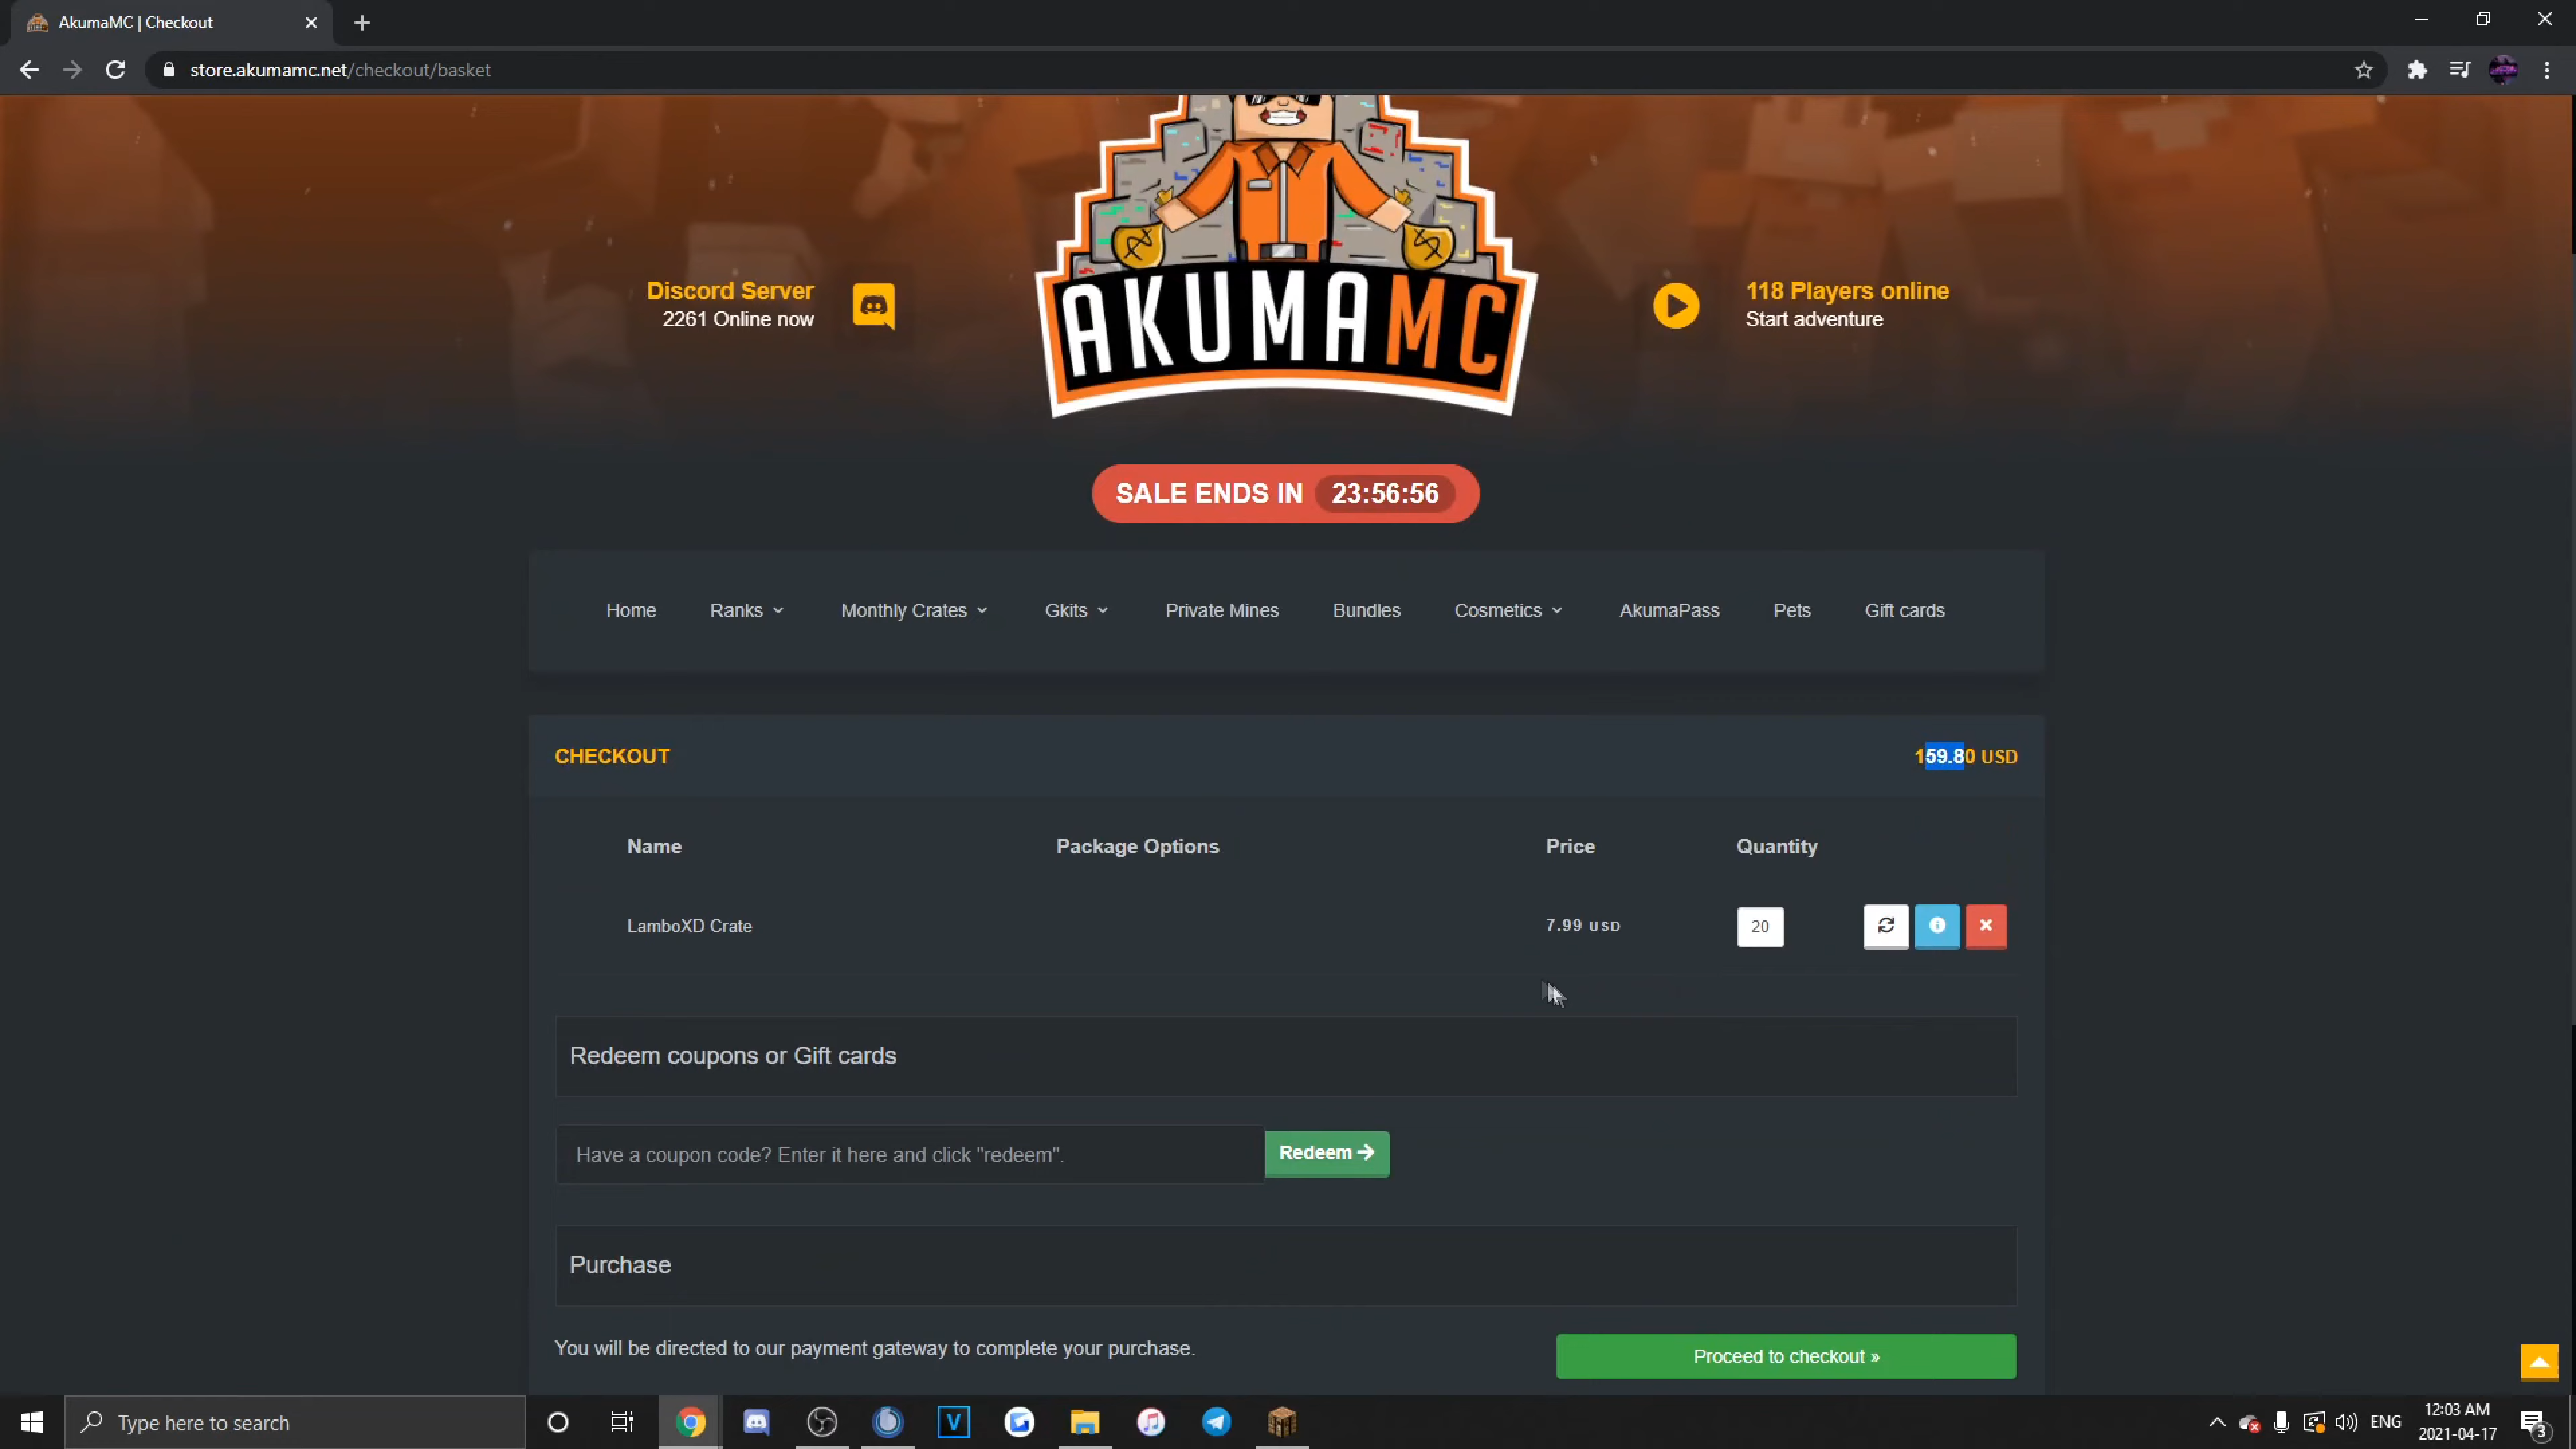 AkumaMC | Checkout
store.akumamc.net/checkout/basket
Discord Server
2261 Online now
AKUMAMC
118 Players online
Start adventure
SALE ENDS IN 23:56:56
Home Ranks Monthly Crates Gkits Private Mines Bundles Cosmetics AkumaPass Pets Gift cards
CHECKOUT 159.80 USD
Name Package Options Price Quantity
LamboXD Crate 7.99 USD 20
Redeem coupons or Gift cards
Have a coupon code? Enter it here and click "redeem". Redeem
Purchase
You will be directed to our payment gateway to complete your purchase. Proceed to checkout »
Type here to search
V
ENG
12:03 AM
2021-04-17
3